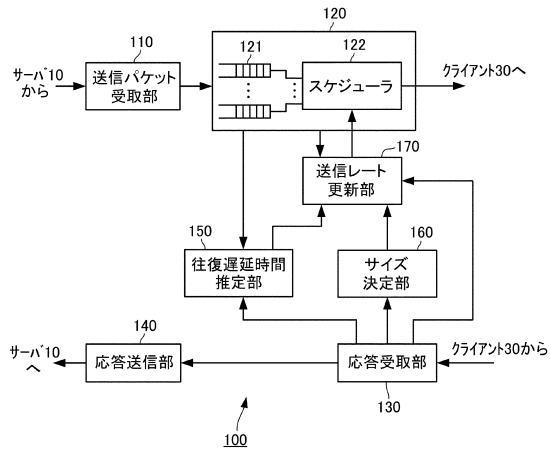 120
110
121
122
サーバ10
から
送信パケット
受取部
スケジューラ
クライアント30へ
170
送信レート
更新部
150
160
往復遅延時間
推定部
サイズ
決定部
140
サーバ10
へ
応答送信部
応答受取部
クライアント30から
130
100